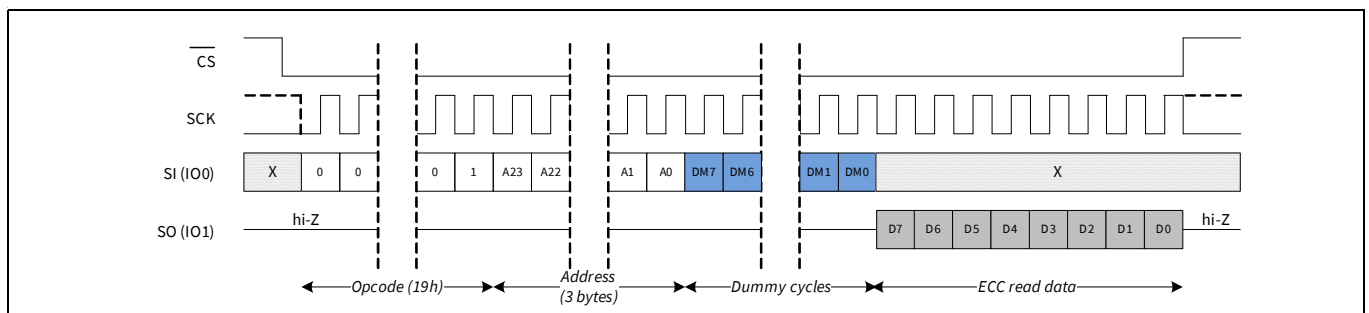 CS
SCK
SI (IO0) X 0 0 0 1 A23 A22 A1 A0 DM7 DM6 DM1 DM0 X
hi-Z hi-Z
SO (IO1) D7 D6 D5 D4 D3 D2 D1 D0
Opcode (19h) Address (3 bytes) Dummy cycles ECC read data